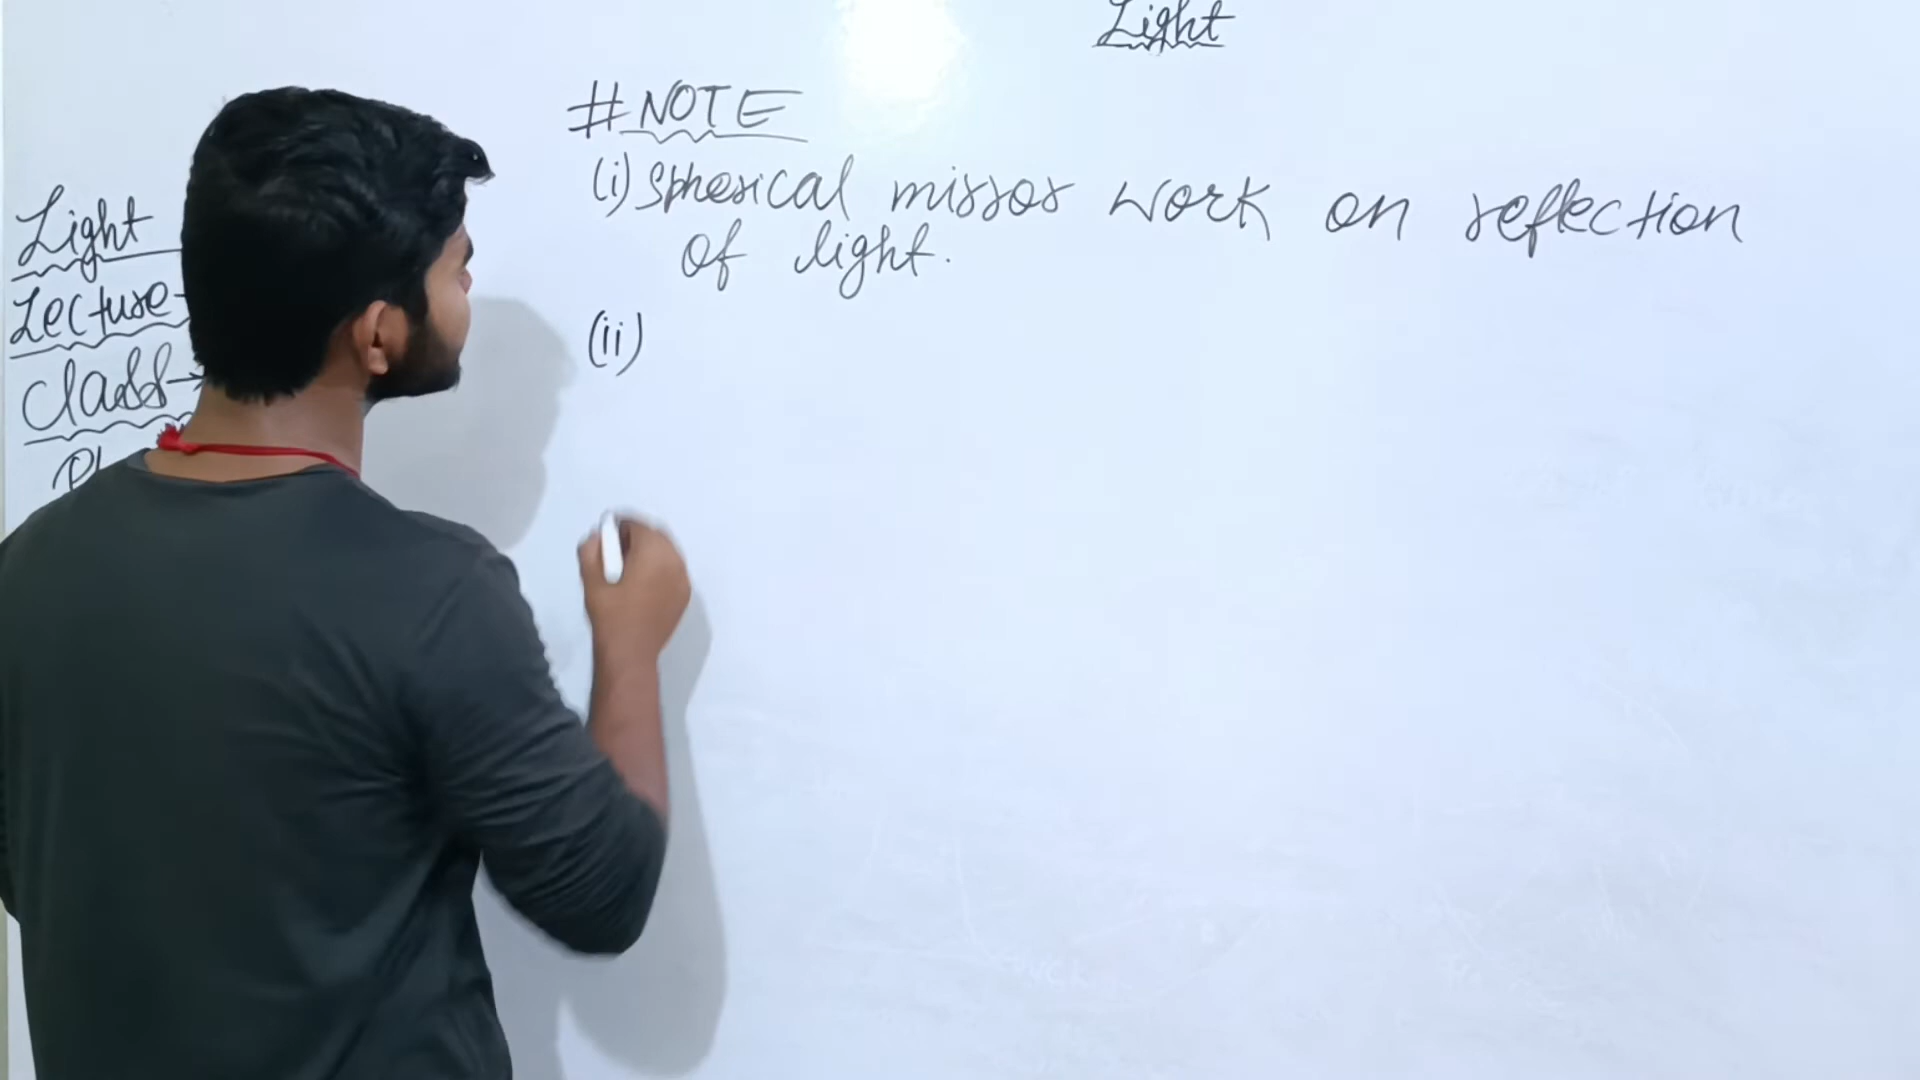 Light
#NOTE
(i) Spherical mirror work on reflection
of light.
(ii)
Light
Lecture-
Class→